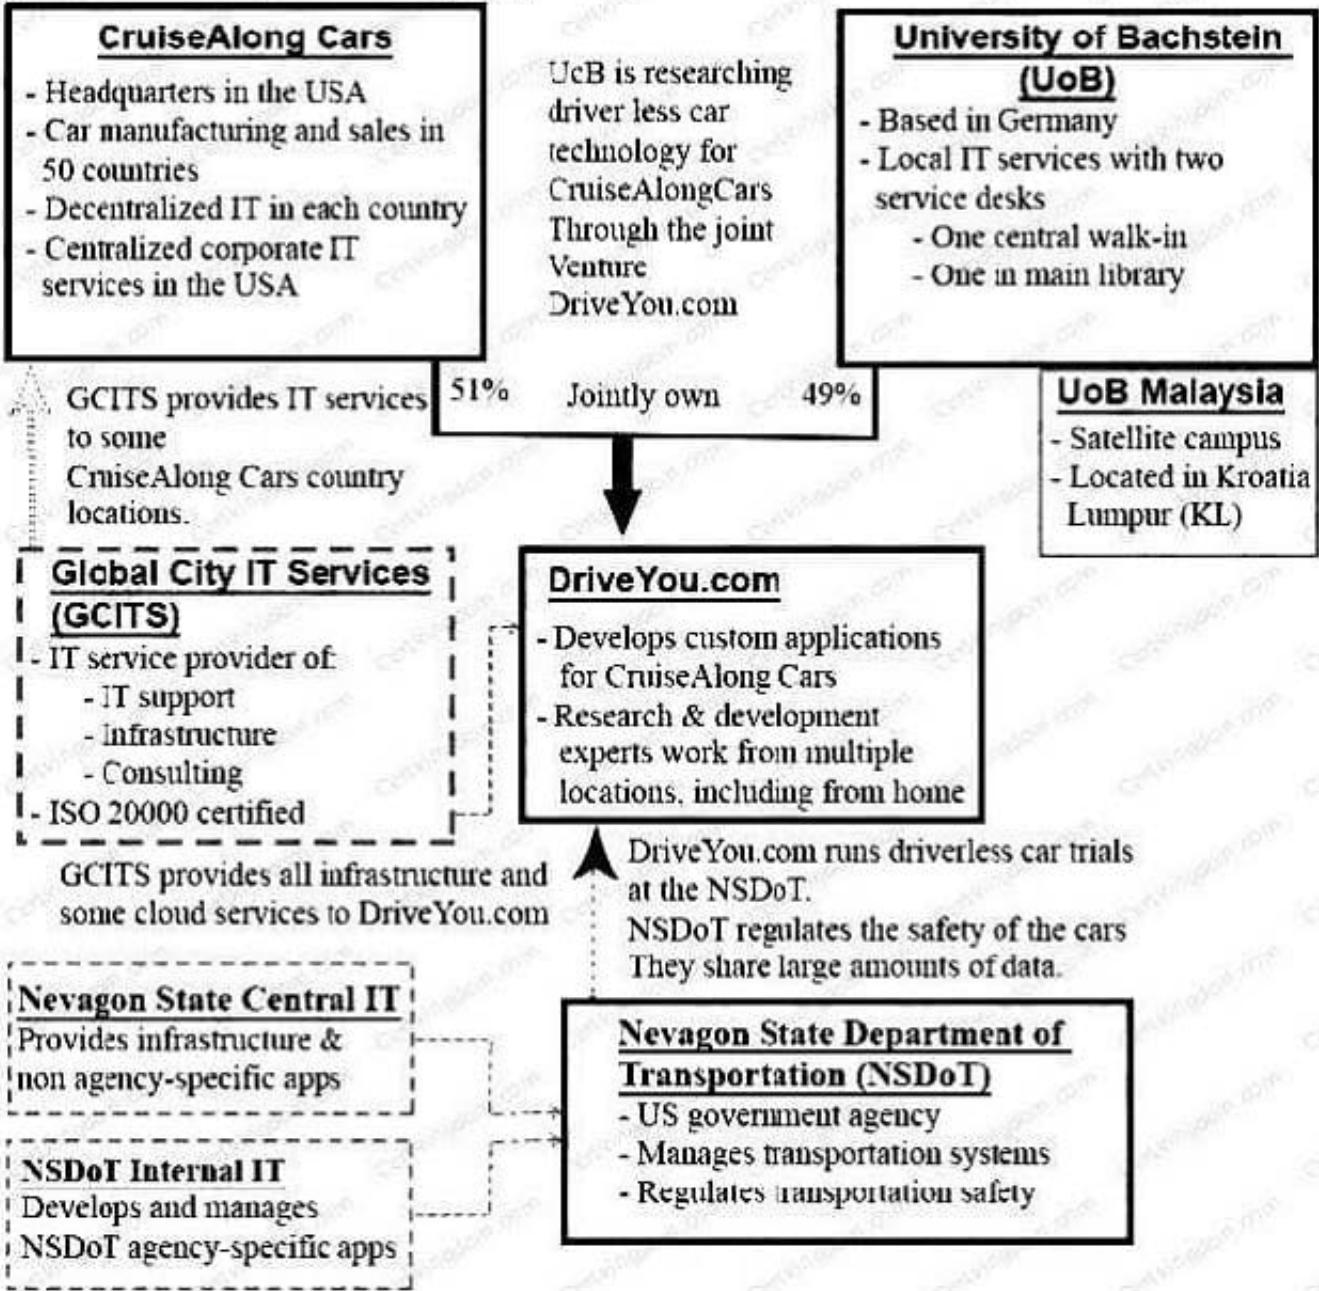 CruiseAlong Cars
- Headquarters in the USA
- Car manufacturing and sales in
50 countries
- Decentralized IT in each country
- Centralized corporate IT
services in the USA
UcB is researching
driver less car
technology for
CruiseAlongCars
Through the joint
Venture
DriveYou.com
University of Bachstein
(UoB)
- Based in Germany
- Local IT services with two
service desks
- One central walk-in
- One in main library
51% Jointly own 49%
UoB Malaysia
- Satellite campus
- Located in Kroatia
Lumpur (KL)
GCITS provides IT services
to some
CruiseAlong Cars country
locations.
Global City IT Services
(GCITS)
- IT service provider of:
- IT support
- Infrastructure
- Consulting
- ISO 20000 certified
DriveYou.com
- Develops custom applications
for CruiseAlong Cars
- Research & development
experts work from multiple
locations, including from home
GCITS provides all infrastructure and
some cloud services to DriveYou.com
DriveYou.com runs driverless car trials
at the NSDoT.
NSDoT regulates the safety of the cars
They share large amounts of data.
Nevagon State Central IT
Provides infrastructure &
non agency-specific apps
NSDoT Internal IT
Develops and manages
NSDoT agency-specific apps
Nevagon State Department of
Transportation (NSDoT)
- US government agency
- Manages transportation systems
- Regulates transportation safety